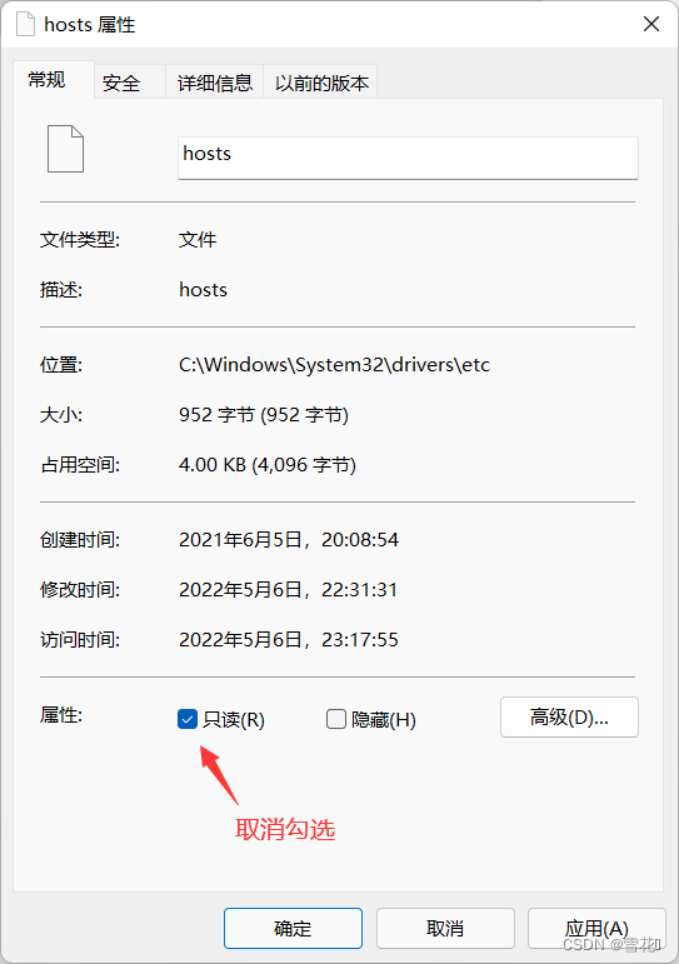 hosts 属性
常规 安全 详细信息 以前的版本
hosts
文件类型: 文件
描述: hosts
位置: C:\Windows\System32\drivers\etc
大小: 952 字节 (952 字节)
占用空间: 4.00 KB (4,096 字节)
创建时间: 2021年6月5日，20:08:54
修改时间: 2022年5月6日，22:31:31
访问时间: 2022年5月6日，23:17:55
属性: 只读(R) 隐藏(H) 高级(D)...
取消勾选
确定 取消 应用(A)
CSDN @雪花